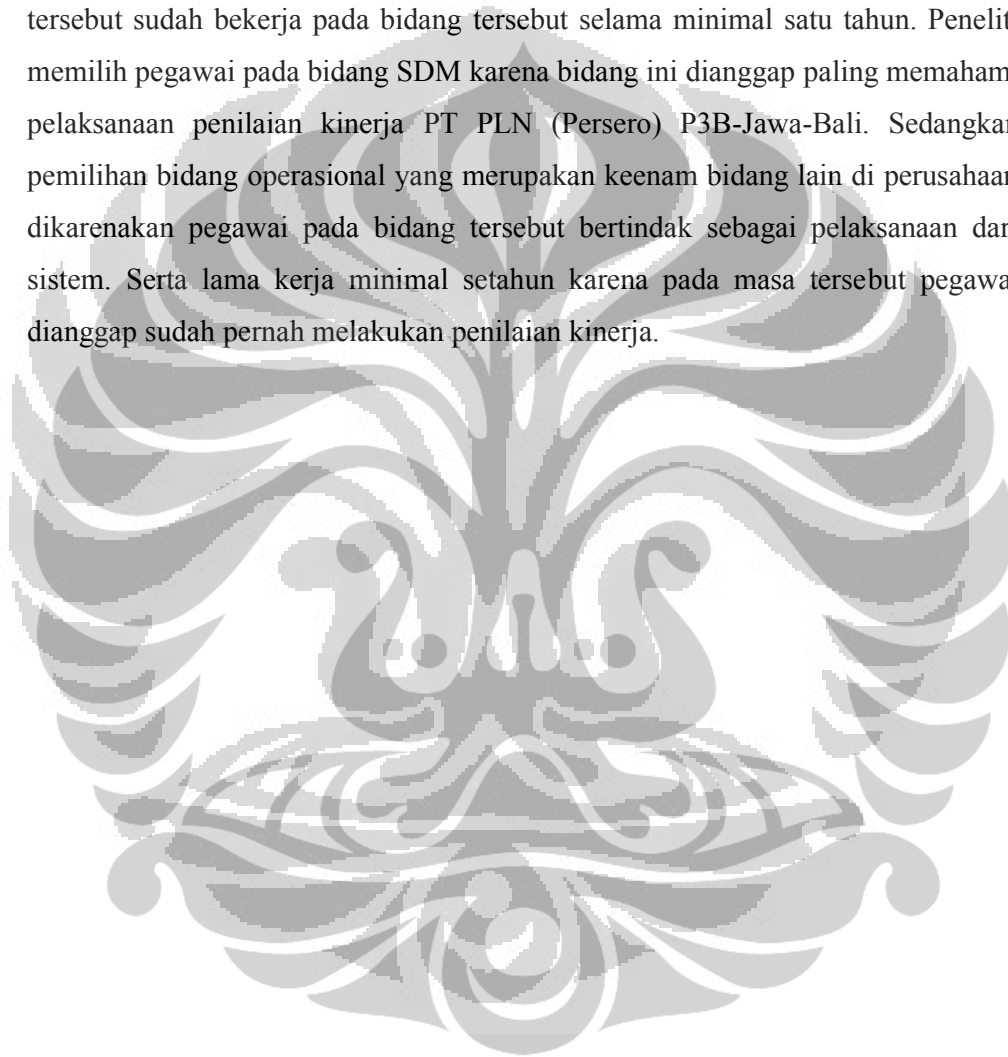 tersebut sudah bekerja pada bidang tersebut selama minimal satu tahun. Penelit
memilih pegawai pada bidang SDM karena bidang ini dianggap paling memaham
pelaksanaan penilaian kinerja PT PLN (Persero) P3B-Jawa-Bali. Sedangkan
pemilihan bidang operasional yang merupakan keenam bidang lain di perusahaan
dikarenakan pegawai pada bidang tersebut bertindak sebagai pelaksanaan dar
sistem. Serta lama kerja minimal setahun karena pada masa tersebut pegawa
dianggap sudah pernah melakukan penilaian kinerja.